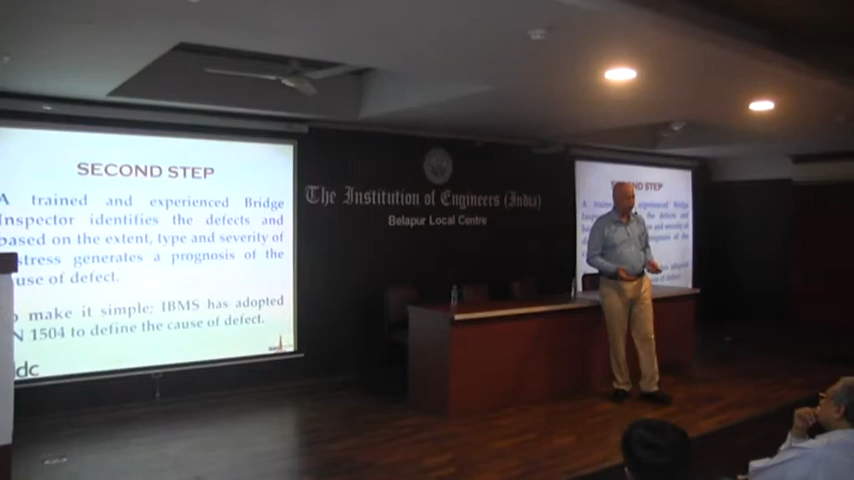 SECOND STEP
A trained and experienced Bridge
Inspector identifies the defects and
based on the extent, type and severity of
stress generates a prognosis of the
use of defect.
o make it simple; IBMS has adopted
N 1504 to define the cause of defect.
dc
The Institution of Engineers (India)
Belapur Local Centre
SECOND STEP